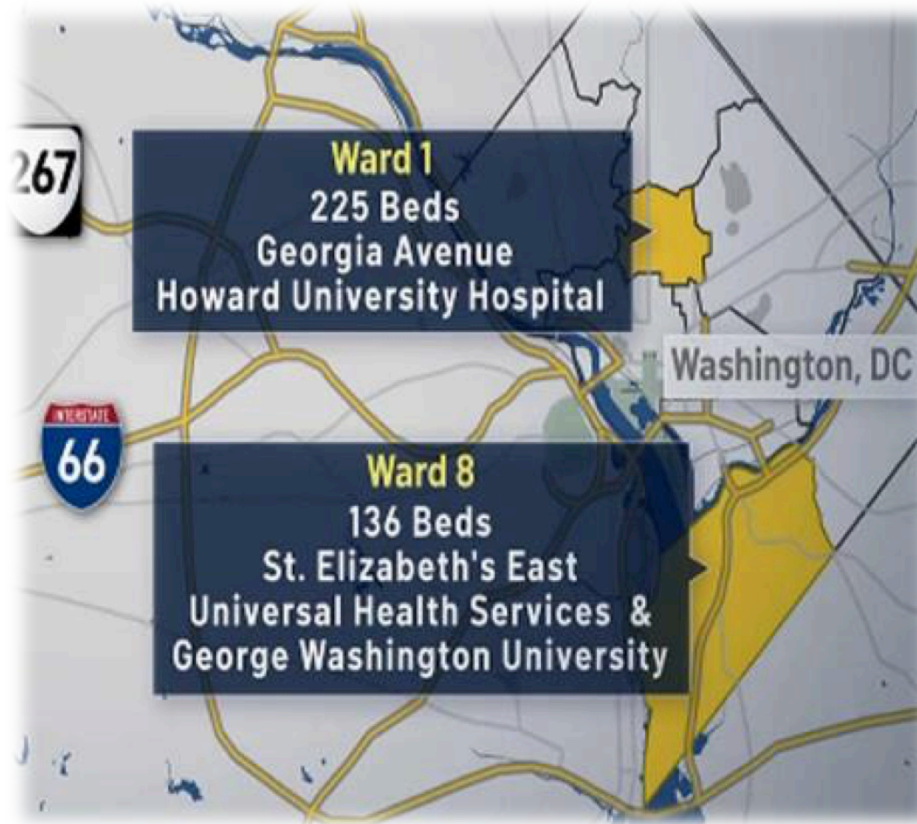 267
Ward 1
225 Beds
Georgia Avenue
Howard University Hospital
Washington, DC
INTERSTATE
66
Ward 8
136 Beds
St. Elizabeth's East
Universal Health Services &
George Washington University